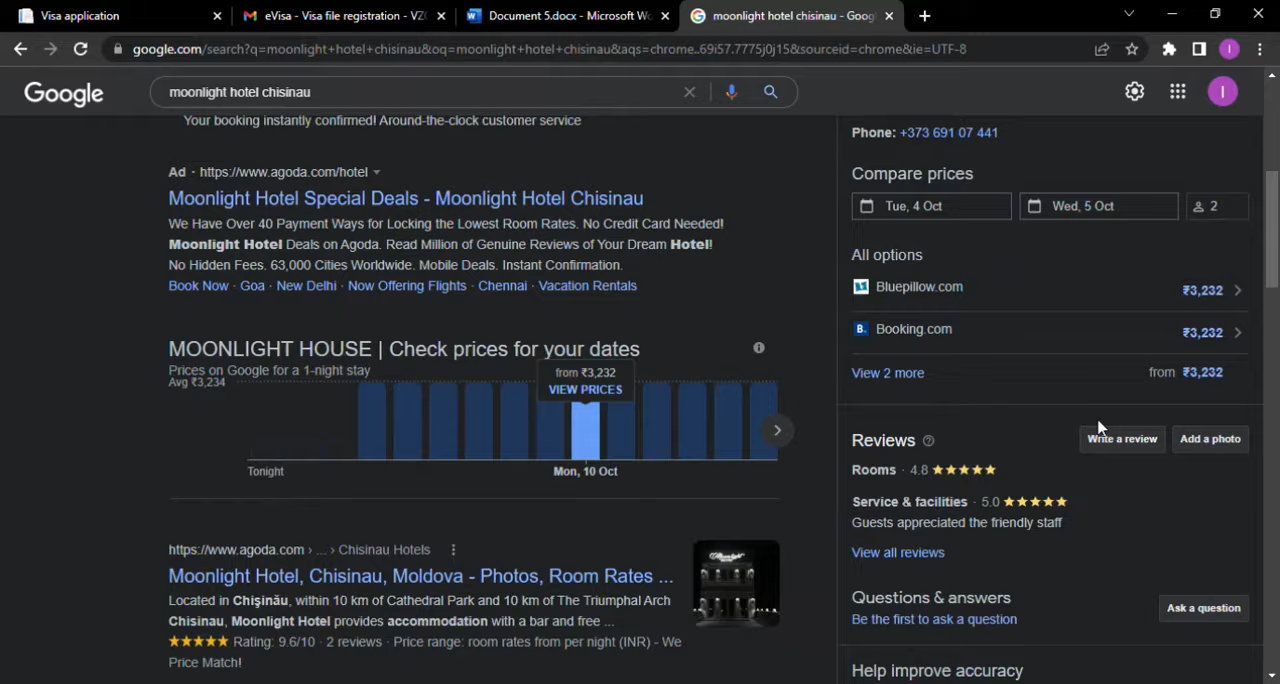 Visa application
eVisa - Visa file registration - VZ
Document 5.docx - Microsoft Wo
moonlight hotel chisinau - Goog
google.com/search?q=moonlight+hotel+chisinau&oq=moonlight+hotel+chisinau&aqs=chrome..69i57.7775j0j15&sourceid=chrome&ie=UTF-8
I
Google
moonlight hotel chisinau
I
Your booking instantly confirmed! Around-the-clock customer service
Ad · https://www.agoda.com/hotel
Moonlight Hotel Special Deals - Moonlight Hotel Chisinau
We Have Over 40 Payment Ways for Locking the Lowest Room Rates. No Credit Card Needed!
Moonlight Hotel Deals on Agoda. Read Million of Genuine Reviews of Your Dream Hotel!
No Hidden Fees. 63,000 Cities Worldwide. Mobile Deals. Instant Confirmation.
Book Now · Goa · New Delhi · Now Offering Flights · Chennai · Vacation Rentals
MOONLIGHT HOUSE | Check prices for your dates
Prices on Google for a 1-night stay
Avg ₹3,234
from ₹3,232
VIEW PRICES
Tonight
Mon, 10 Oct
https://www.agoda.com › ... › Chisinau Hotels
Moonlight Hotel, Chisinau, Moldova - Photos, Room Rates ...
Located in Chişinău, within 10 km of Cathedral Park and 10 km of The Triumphal Arch
Chisinau, Moonlight Hotel provides accommodation with a bar and free ...
Rating: 9.6/10 · 2 reviews · Price range: room rates from per night (INR) - We
Price Match!
Phone: +373 691 07 441
Compare prices
Tue, 4 Oct
Wed, 5 Oct
2
All options
Bluepillow.com
₹3,232
B.
Booking.com
₹3,232
View 2 more
from ₹3,232
Reviews
Write a review
Add a photo
Rooms · 4.8
Service & facilities · 5.0
Guests appreciated the friendly staff
View all reviews
Questions & answers
Be the first to ask a question
Ask a question
Help improve accuracy